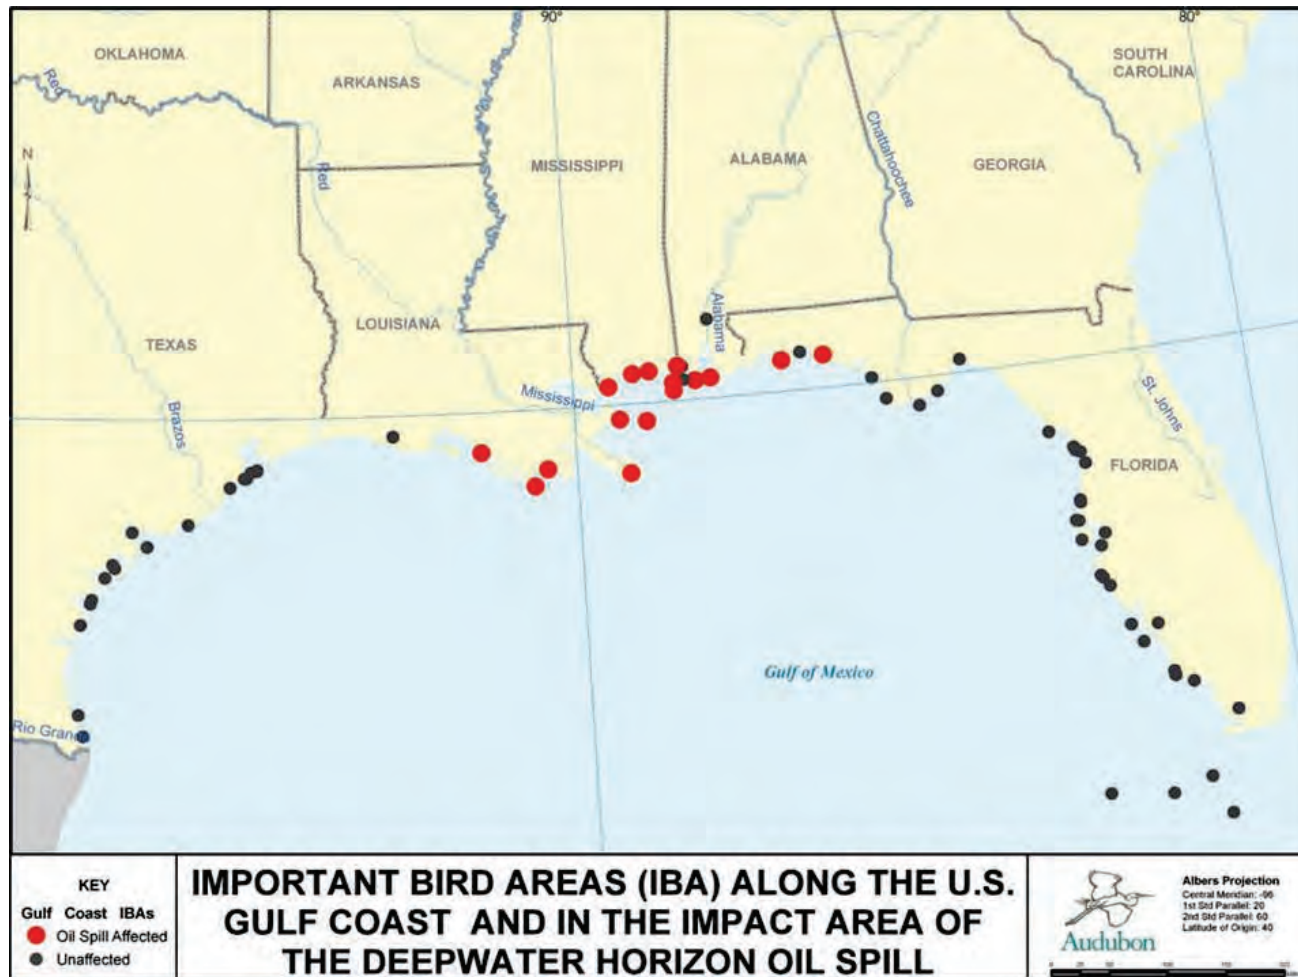 90°
80°
OKLAHOMA
SOUTH
CAROLINA
Red
ARKANSAS
Chattahoochee
N
MISSISSIPPI
ALABAMA
GEORGIA
Red
Alabama
LOUISIANA
TEXAS
Mississippi
St. Johns
Brazos
FLORIDA
Gulf of Mexico
KEY
Gulf Coast IBAs
Oil Spill Affected
Unaffected
IMPORTANT BIRD AREAS (IBA) ALONG THE U.S.
GULF COAST AND IN THE IMPACT AREA OF
THE DEEPWATER HORIZON OIL SPILL
Audubon
Albers Projection
Central Meridian: -96
1st Std Parallel: 20
2nd Std Parallel: 60
Latitude of Origin: 40